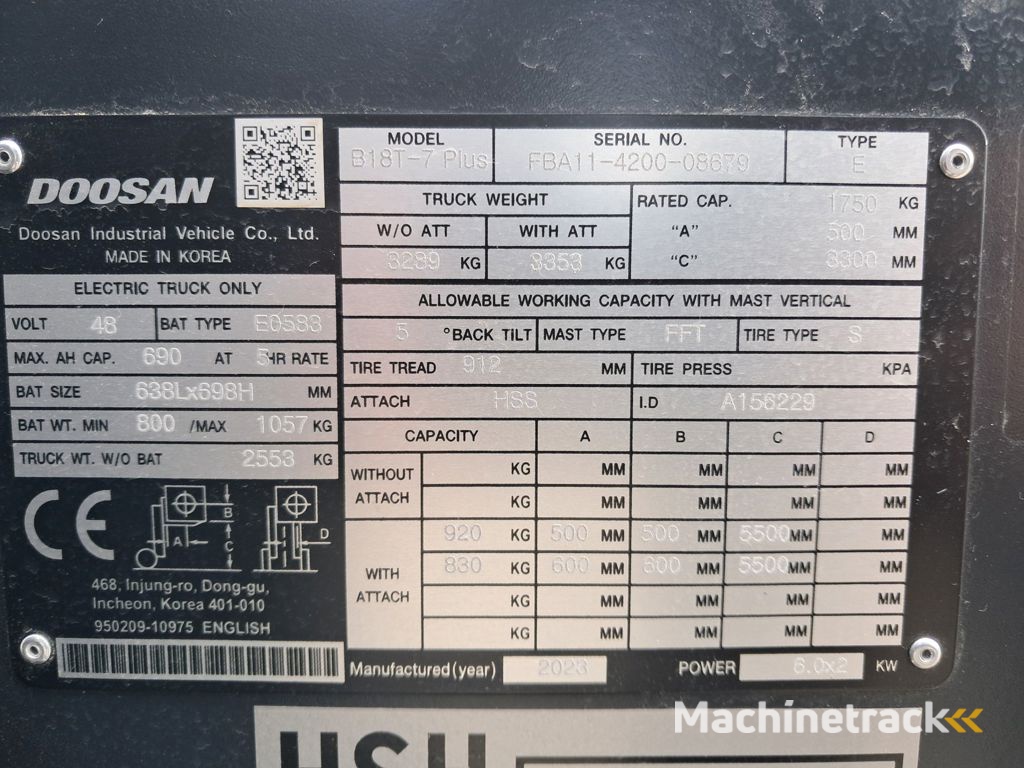 DOOSAN
Doosan Industrial Vehicle Co., Ltd.
MADE IN KOREA
ELECTRIC TRUCK ONLY
VOLT 48 BAT TYPE E0583
MAX. AH CAP. 690 AT 5 HR RATE
BAT SIZE 638Lx698H MM
BAT WT. MIN 800 /MAX 1057 KG
TRUCK WT. W/O BAT 2553 KG
CE
A B C D
468, Injung-ro, Dong-gu,
Incheon, Korea 401-010
950209-10975 ENGLISH
MODEL SERIAL NO. TYPE
B18T-7 Plus FBA11-4200-08679 E
TRUCK WEIGHT
W/O ATT WITH ATT
3289 KG 3353 KG
RATED CAP. 1750 KG
"A" 500 MM
"C" 3300 MM
ALLOWABLE WORKING CAPACITY WITH MAST VERTICAL
5 °BACK TILT MAST TYPE FFT TIRE TYPE S
TIRE TREAD 912 MM TIRE PRESS KPA
ATTACH HSS I.D A156229
CAPACITY A B C D
WITHOUT ATTACH
KG MM MM MM MM
KG MM MM MM MM
WITH ATTACH
920 KG 500 MM 500 MM 5500 MM MM
830 KG 600 MM 600 MM 5500 MM MM
KG MM MM MM MM
KG MM MM MM MM
Manufactured (year) 2023 POWER 6.0x2 KW
Machinetrack